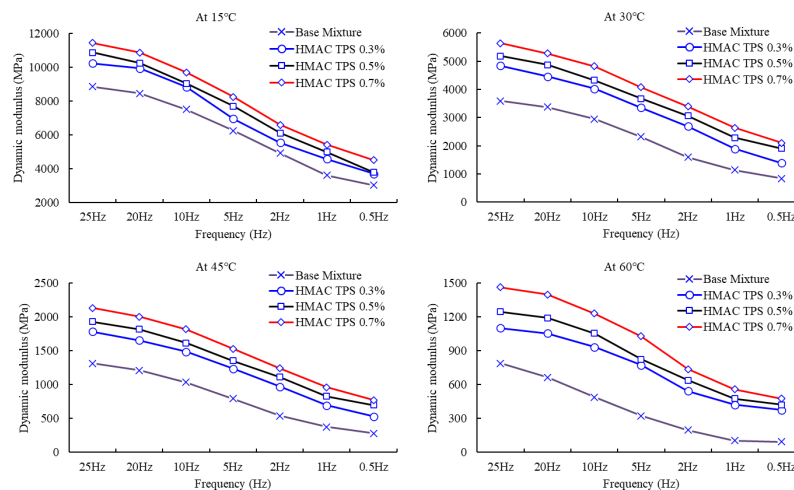 At 15℃
Dynamic modulus (MPa)
12000
10000
8000
6000
4000
2000
25Hz 20Hz 10Hz 5Hz 2Hz 1Hz 0.5Hz
Frequency (Hz)
Base Mixture
HMAC TPS 0.3%
HMAC TPS 0.5%
HMAC TPS 0.7%
At 30℃
Dynamic modulus (MPa)
6000
5000
4000
3000
2000
1000
0
25Hz 20Hz 10Hz 5Hz 2Hz 1Hz 0.5Hz
Frequency (Hz)
Base Mixture
HMAC TPS 0.3%
HMAC TPS 0.5%
HMAC TPS 0.7%
At 45℃
Dynamic modulus (MPa)
2500
2000
1500
1000
500
0
25Hz 20Hz 10Hz 5Hz 2Hz 1Hz 0.5Hz
Frequency (Hz)
Base Mixture
HMAC TPS 0.3%
HMAC TPS 0.5%
HMAC TPS 0.7%
At 60℃
Dynamic modulus (MPa)
1500
1200
900
600
300
0
25Hz 20Hz 10Hz 5Hz 2Hz 1Hz 0.5Hz
Frequency (Hz)
Base Mixture
HMAC TPS 0.3%
HMAC TPS 0.5%
HMAC TPS 0.7%